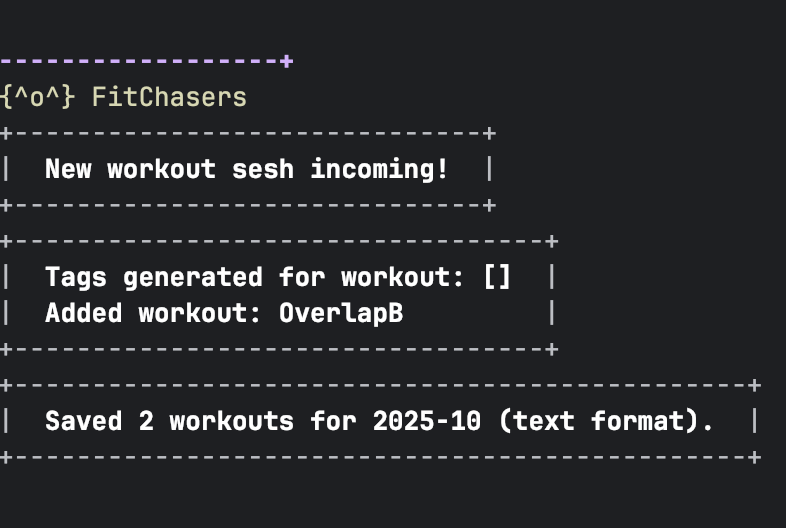 ------------------+
{^o^} FitChasers
+------------------------------+
|  New workout sesh incoming!  |
+------------------------------+
+----------------------------------+
|  Tags generated for workout: []  |
|  Added workout: OverlapB         |
+----------------------------------+
+-----------------------------------------------+
|  Saved 2 workouts for 2025-10 (text format).  |
+-----------------------------------------------+